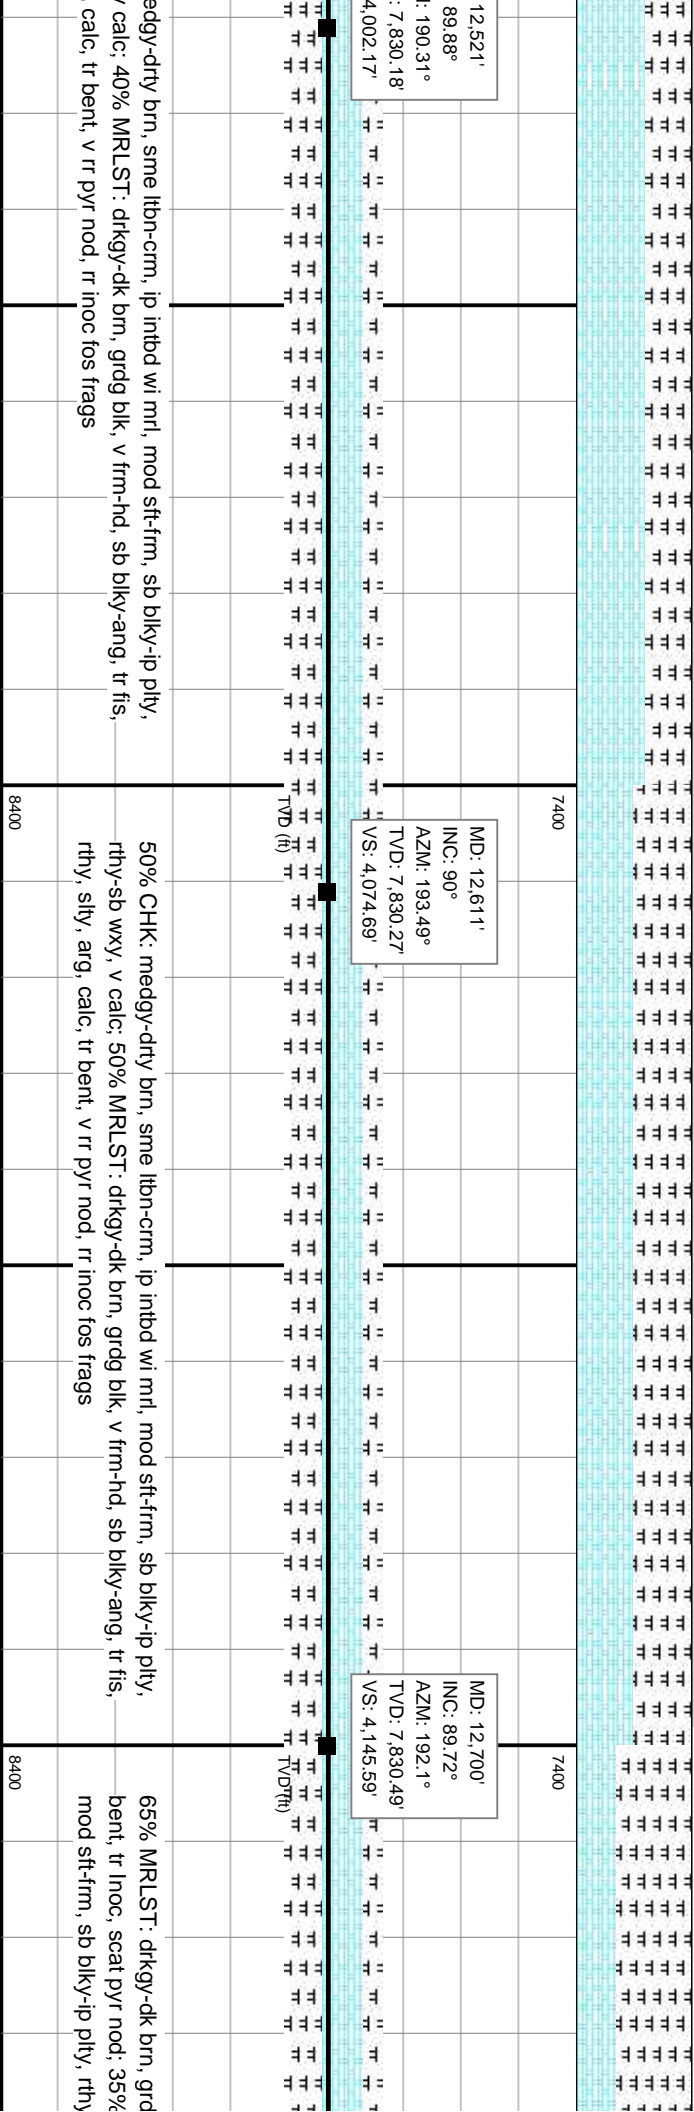 12,521'
89.88°
: 190.31°
: 7,830.18'
4,002.17'
edgy-drty brn, sme ltbn-crm, ip intbd wi mrl, mod sft-frm, sb blky-ip plty,
v calc; 40% MRLST: drkgy-dk brn, grdg blk, v frm-hd, sb blky-ang, tr fis,
, calc, tr bent, v rr pyr nod, rr inoc fos frags
7400
TVD (ft)
8400
MD: 12,611'
INC: 90°
AZM: 193.49°
TVD: 7,830.27'
VS: 4,074.69'
50% CHK: medgy-drty brn, sme ltbn-crm, ip intbd wi mrl, mod sft-frm, sb blky-ip plty,
rthy-sb wxy, v calc; 50% MRLST: drkgy-dk brn, grdg blk, v frm-hd, sb blky-ang, tr fis,
rthy, slty, arg, calc, tr bent, v rr pyr nod, rr inoc fos frags
MD: 12,700'
INC: 89.72°
AZM: 192.1°
TVD: 7,830.49'
VS: 4,145.59'
7400
TVD (ft)
8400
65% MRLST: drkgy-dk brn, grd
bent, tr Inoc, scat pyr nod; 35%
mod sft-frm, sb blky-ip plty, rthy